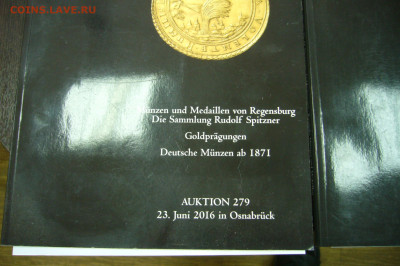 COINS.LAVE.RU
Münzen und Medaillen von Regensburg
Die Sammlung Rudolf Spitzner
Goldprägungen
Deutsche Münzen ab 1871
AUKTION 279
23. Juni 2016 in Osnabrück